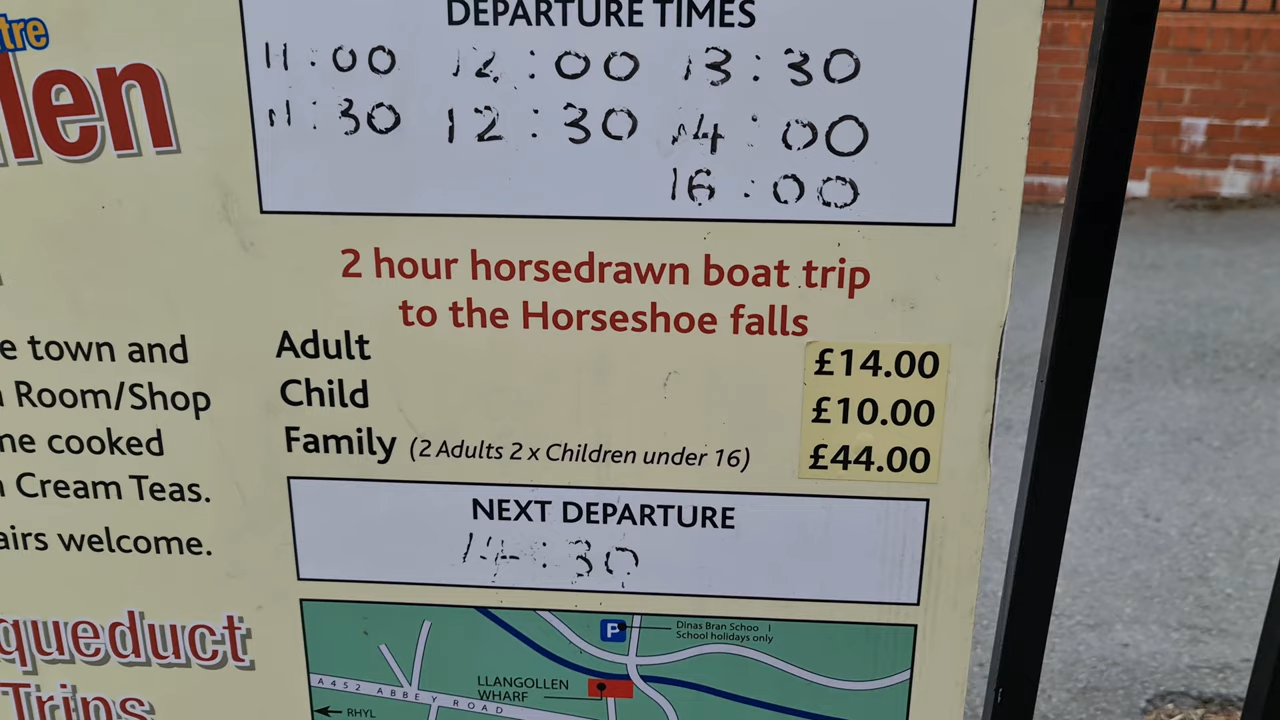 tre
len
DEPARTURE TIMES
11:00 12:00 13:30
11:30 12:30 14:00
16:00
2 hour horsedrawn boat trip
to the Horseshoe falls
Adult £14.00
Child £10.00
Family (2 Adults 2 x Children under 16) £44.00
e town and
Room/Shop
me cooked
Cream Teas.
airs welcome.
NEXT DEPARTURE
14:30
queduct
Trips
P
Dinas Bran Schoo l
School holidays only
LLANGOLLEN
WHARF
A452 ABBEY ROAD
RHYL